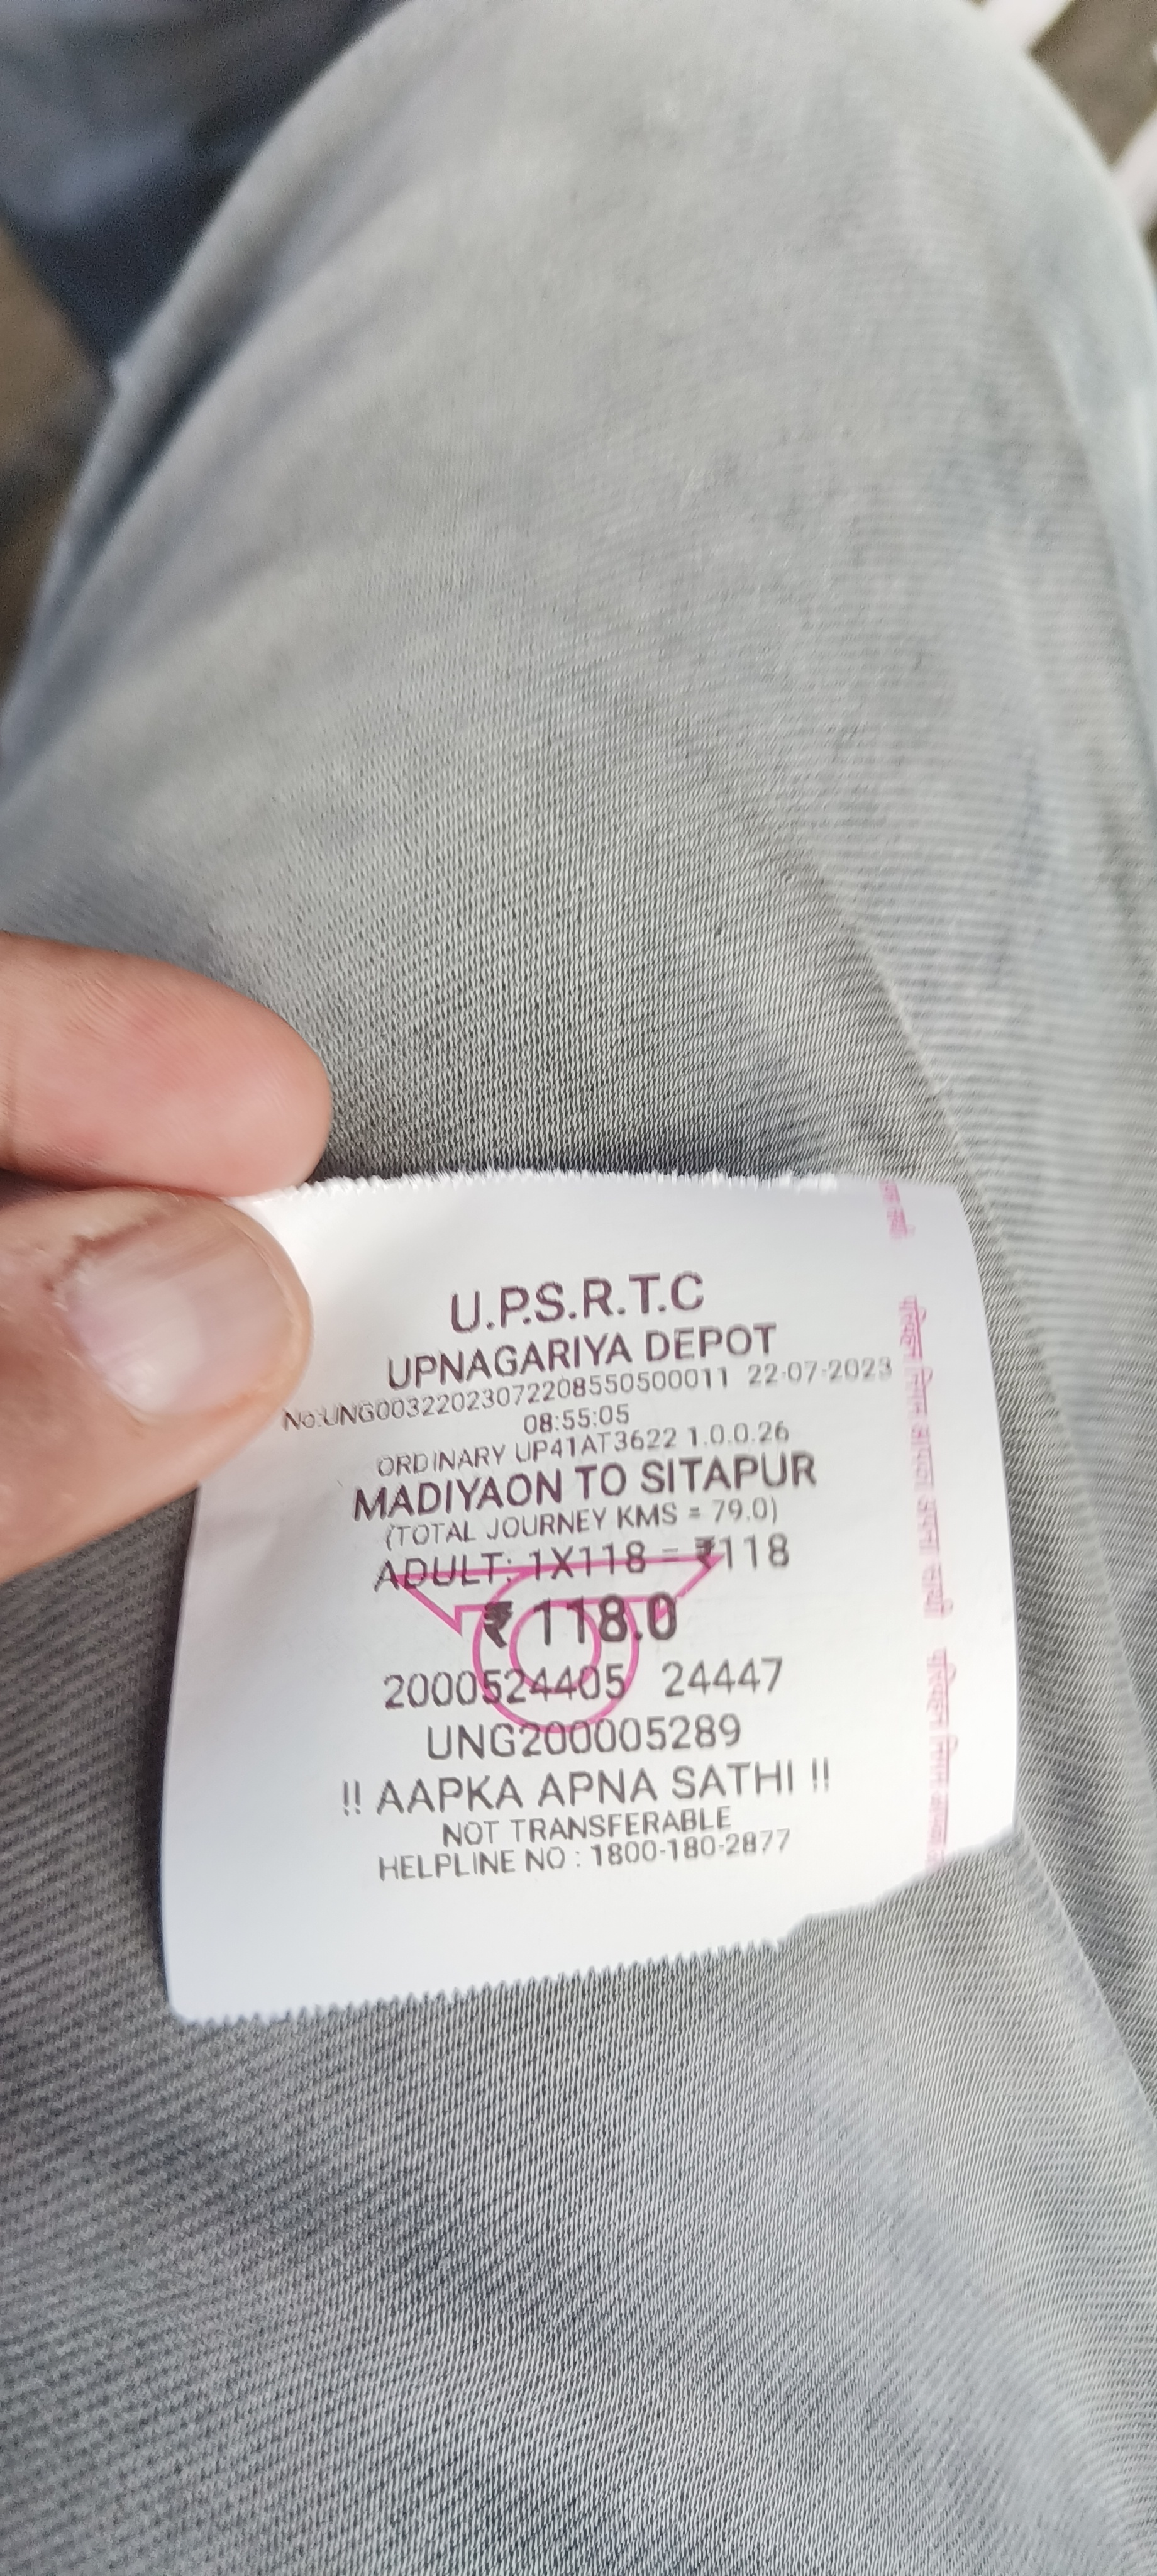 U.P.S.R.T.C
UPNAGARIYA DEPOT
No:UNG00322023072208550500011 22-07-2023
08:55:05
ORDINARY UP41AT3622 1.0.0.26
MADIYAON TO SITAPUR
(TOTAL JOURNEY KMS = 79.0)
ADULT: 1X118 = ₹118
₹ 118.0
2000524405 24447
UNG200005289
!! AAPKA APNA SATHI !!
NOT TRANSFERABLE
HELPLINE NO : 1800-180-2877